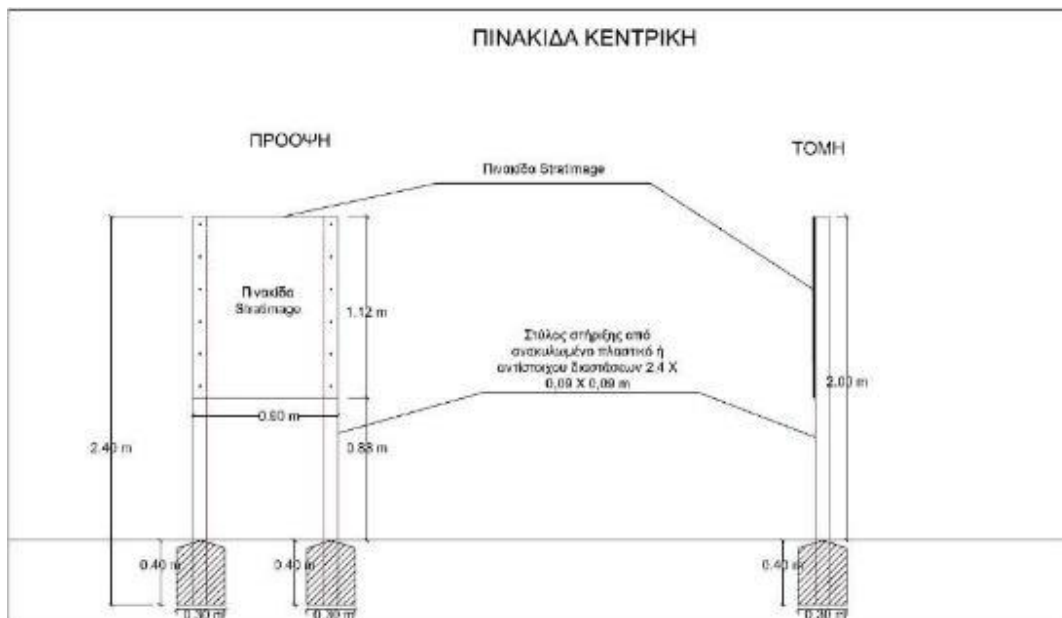 ΠΙΝΑΚΙΔΑ ΚΕΝΤΡΙΚΗ
ΠΡΟΟΨΗ
ΤΟΜΗ
Πινακίδα Stratimage
Πινακίδα
Stratimage
1.12 m
Στύλος στήριξης από
ανακυλωμένο πλαστικό ή
αντίστοιχου διαστάσεων 2,4 Χ
0,09 Χ 0,09 m
2.00 m
0.90 m
2.40 m
0.88 m
0.40 m
0.40 m
0.40 m
0.30 m
0.30 m
0.30 m